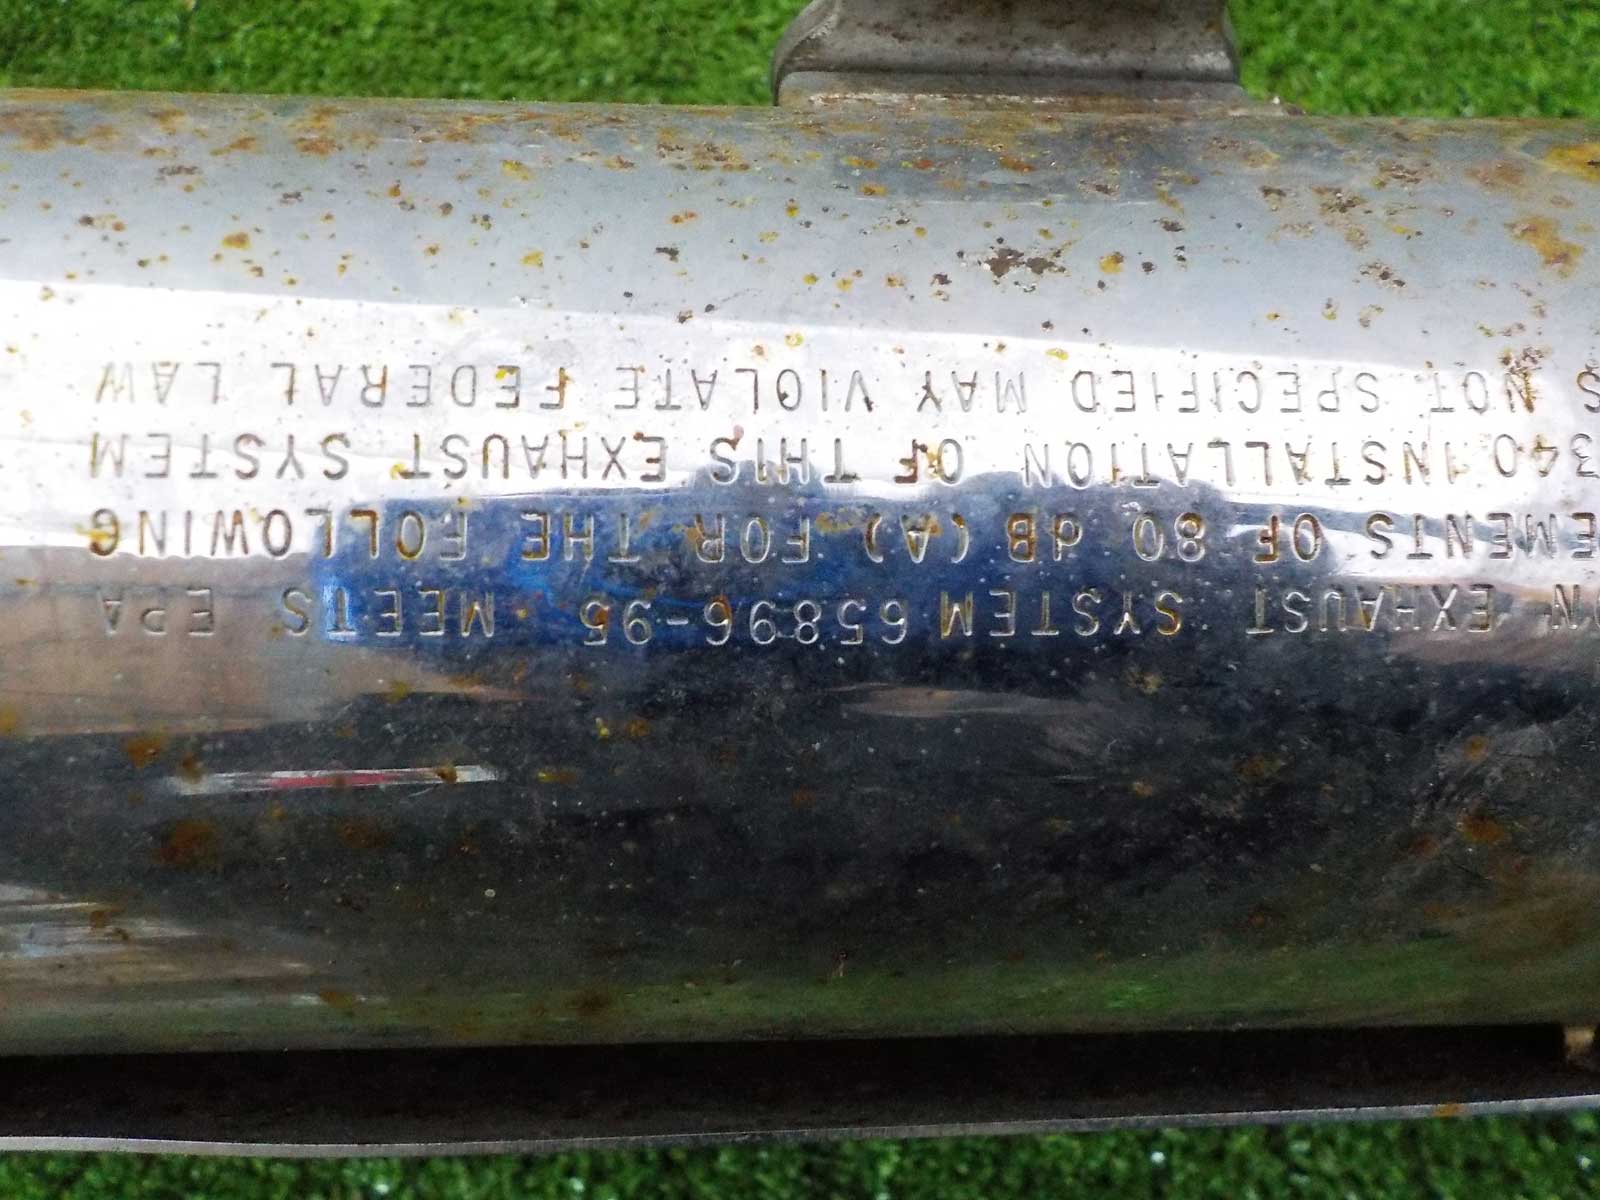 ON EXHAUST SYSTEM 65896-95 MEETS EPA
EMENTS OF 80 dB(A) FOR THE FOLLOWING
340 INSTALLATION OF THIS EXHAUST SYSTEM
S NOT SPECIFIED MAY VIOLATE FEDERAL LAW